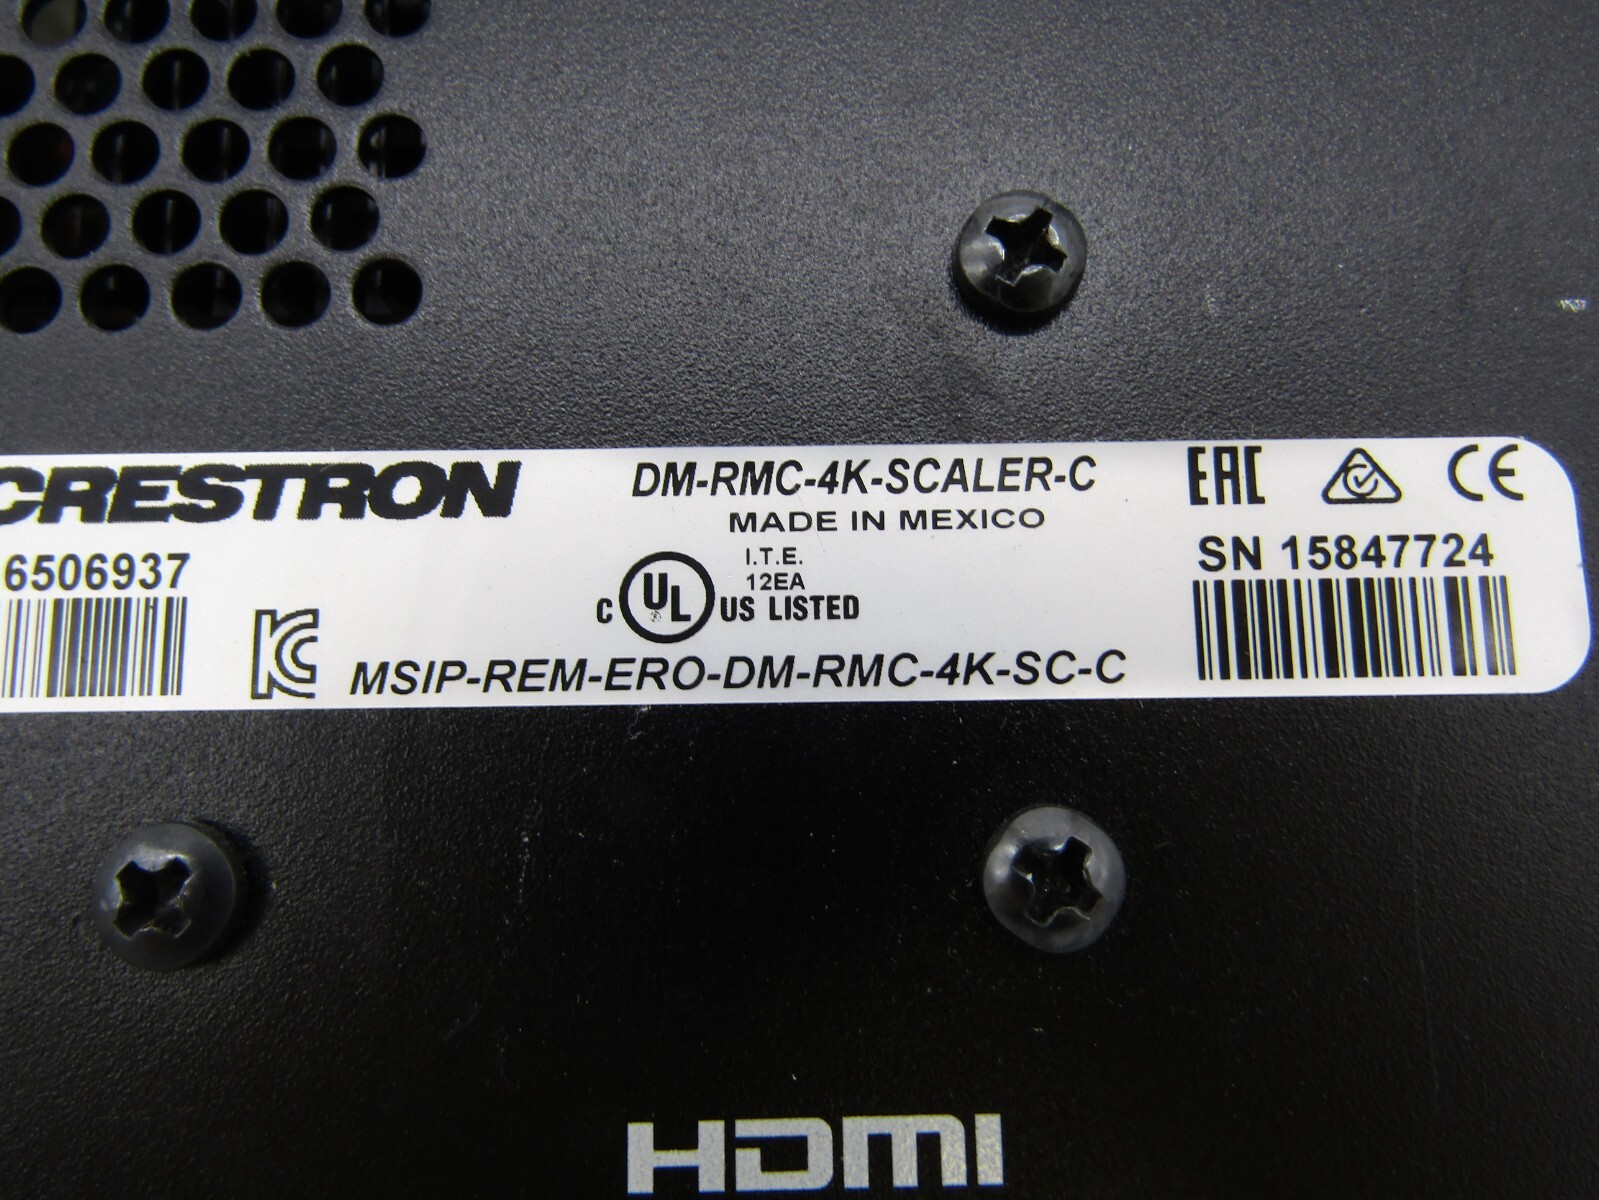 CRESTRON
DM-RMC-4K-SCALER-C
EAC
CE
MADE IN MEXICO
6506937
SN 15847724
I.T.E.
12EA
C UL US LISTED
KC
MSIP-REM-ERO-DM-RMC-4K-SC-C
HDMI